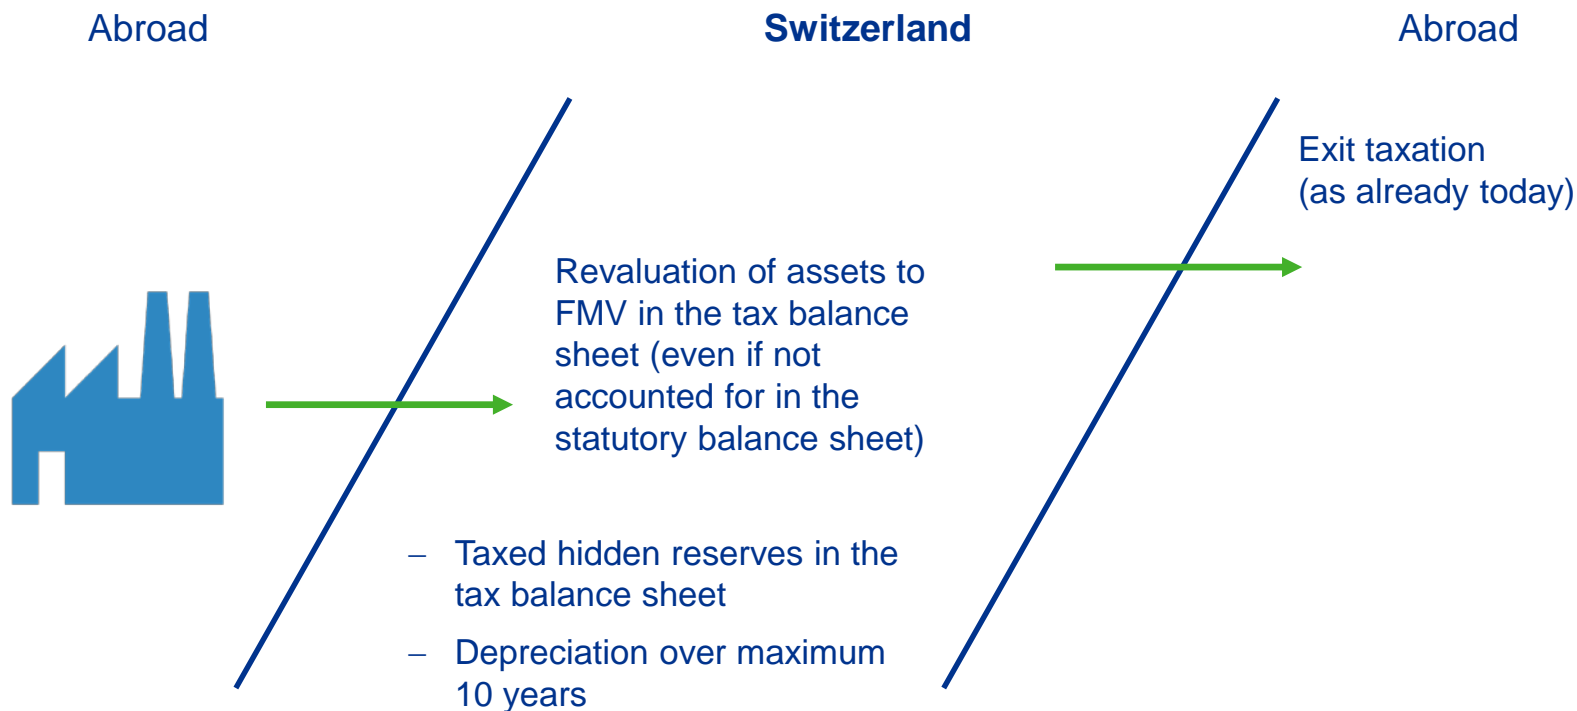 Abroad
Switzerland
Abroad
Exit taxation
(as already today)
Revaluation of assets to
FMV in the tax balance
sheet (even if not
accounted for in the
statutory balance sheet)
– Taxed hidden reserves in the
tax balance sheet
– Depreciation over maximum
10 years